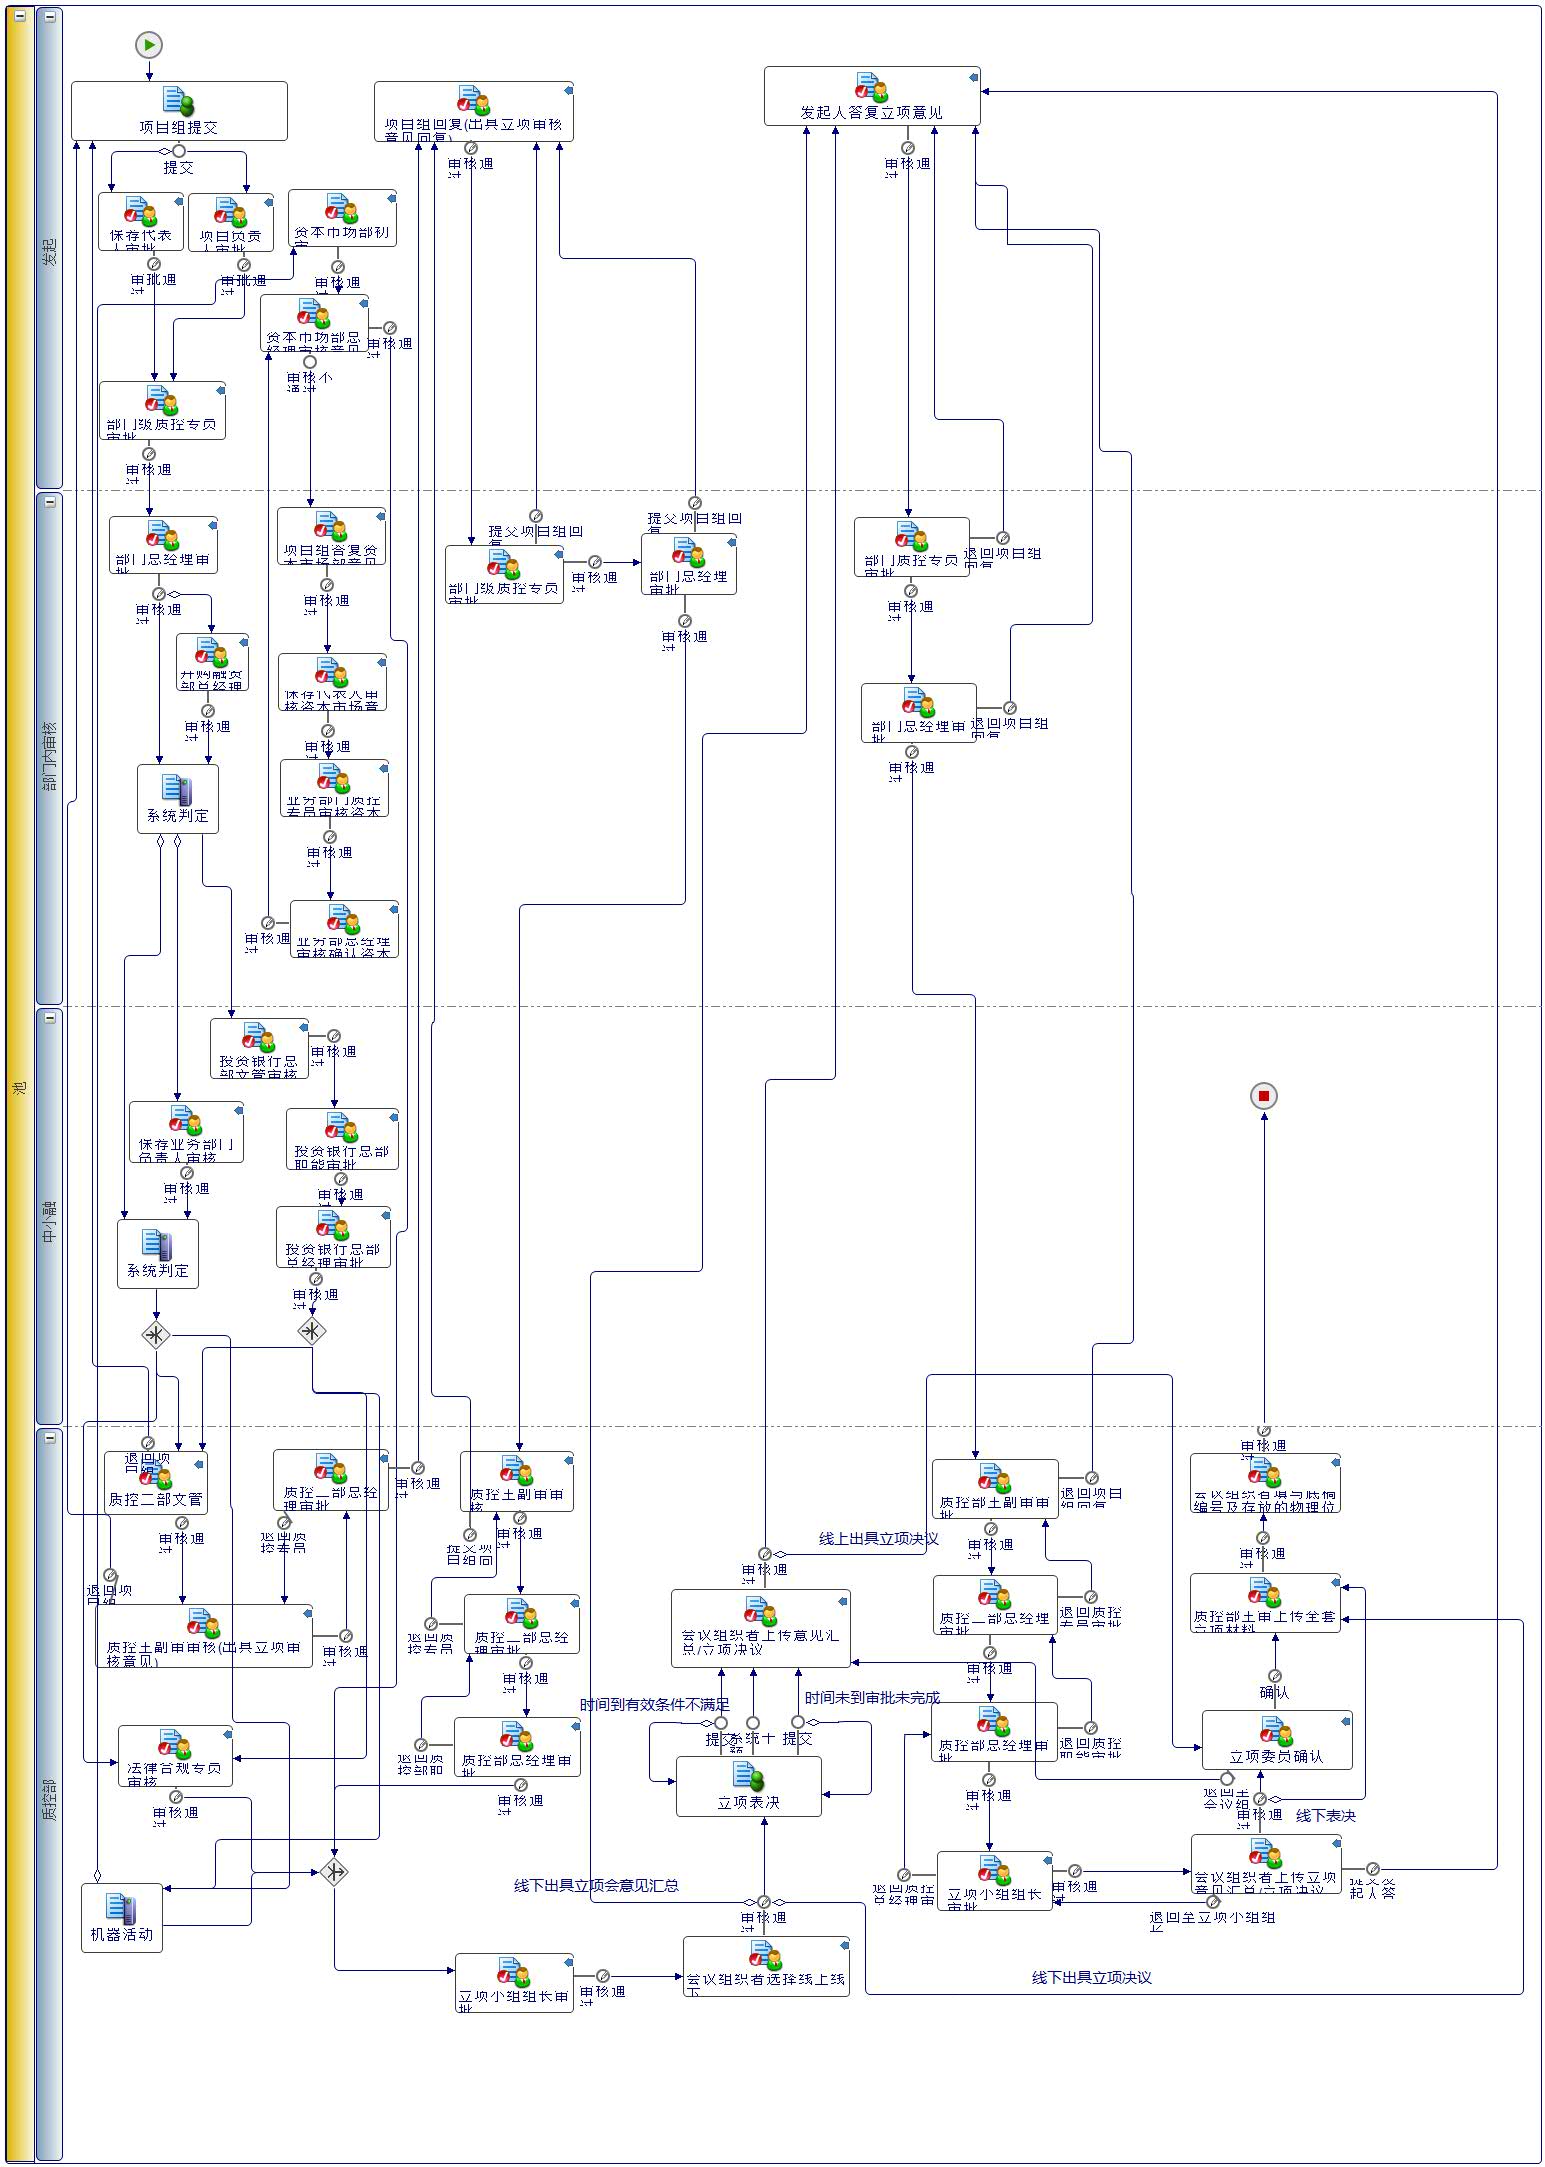 池
发起
项目组提交
提交
保荐代表
人审批
审批通
过
项目负责
人审批
审批通
过
资本市场部初
审
审核通
过
资本市场部总
经理审核意见
审核通
过
审核不
通过
部门级质控专员
审批
审核通
过
项目组回复(出具立项审核
意见回复)
审核通
过
发起人答复立项意见
审核通
过
部门内审核
部门总经理审
批
审核通
过
并购融资
部总经理
审核通
过
系统判定
项目组答复资
本市场部意见
审核通
过
保荐代表人审
核资本市场意
审核通
过
业务部门质控
专员审核资本
审核通
过
业务部总经理
审核确认资本
审核通
过
提交项目组回
复
部门级质控专员
审批
审核通
过
提交项目组回
复
部门总经理
审批
审核通
过
部门质控专员
审批
退回项目组
回复
审核通
过
部门总经理审
批
退回项目组
回复
审核通
过
中小融
投资银行总
部文管审核
审核通
过
保荐业务部门
负责人审核
审核通
过
投资银行总部
职能审批
审核通
过
投资银行总部
总经理审批
审核通
过
系统判定
质控部
退回项
目组
质控二部文管
审核通
过
退回项
目组
质控二部总经
理审批
审核通
过
退出质
控专员
质控主副审审核(出具立项审
核意见)
审核通
过
法律合规专员
审核
审核通
过
机器活动
质控主副审审
核
提交项
目组回
审核通
过
质控二部总经
理审批
退回质
控专员
审核通
过
质控部总经理审
批
退回质
控部职
审核通
过
立项小组组长审
批
审核通
过
会议组织者选择线上线
下
审核通
过
线下出具立项会意见汇总
线下出具立项决议
立项表决
提交
提交
时间到有效条件不满足
时间未到审批未完成
会议组织者上传意见汇
总/立项决议
审核通
过
线上出具立项决议
质控部主副审审
批
退回项目
组回复
审核通
过
质控二部总经理
审批
退回质控
专员审批
审核通
过
质控部总经理审
批
退回质控
职能审批
审核通
过
立项小组组长
审批
退回质控
总经理审
审核通
过
会议组织者上传立项
意见汇总/立项决议
提交发
起人答
退回至立项小组组
长
审核通
过
线下表决
立项委员确认
退回至
会议组
确认
质控部主审上传全套
立项材料
审核通
过
会议组织者填写底稿
编号及存放的物理位
审核通
过